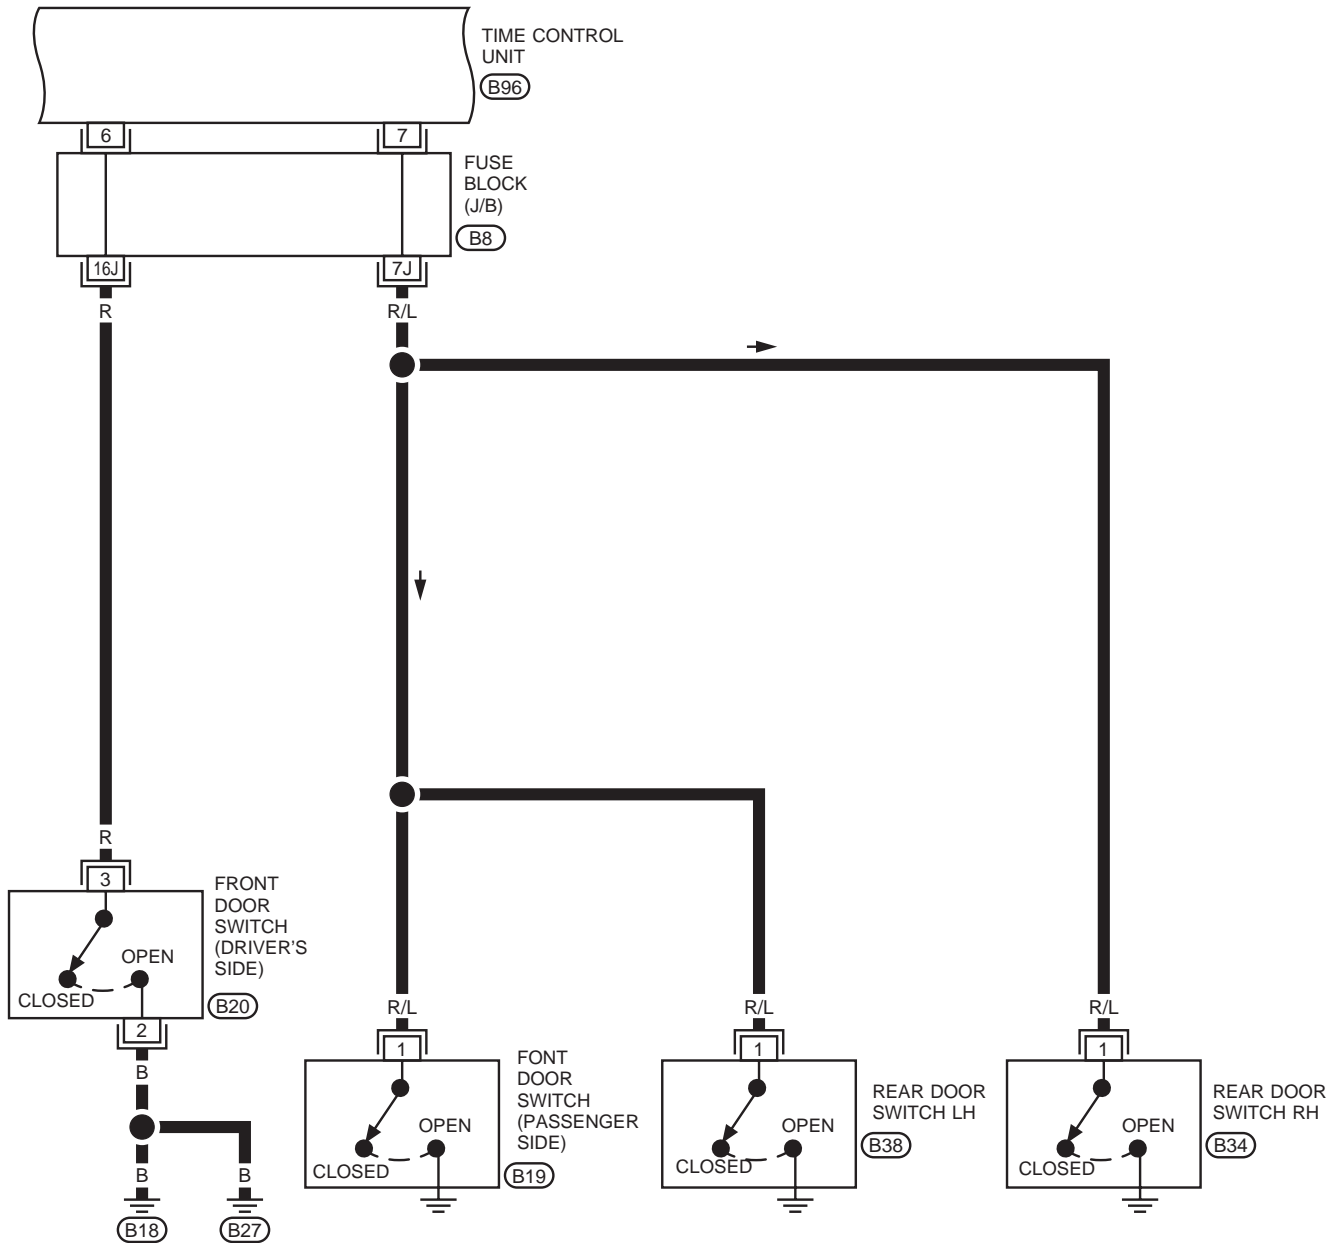 TIME CONTROL
UNIT
B96
6
7
FUSE
BLOCK
(J/B)
B8
16J
7J
R
R/L
R
3
FRONT
DOOR
SWITCH
(DRIVER'S
SIDE)
B20
OPEN
CLOSED
2
B
B
B
B18
B27
R/L
1
FONT
DOOR
SWITCH
(PASSENGER
SIDE)
B19
OPEN
CLOSED
R/L
1
REAR DOOR
SWITCH LH
B38
OPEN
CLOSED
R/L
1
REAR DOOR
SWITCH RH
B34
OPEN
CLOSED